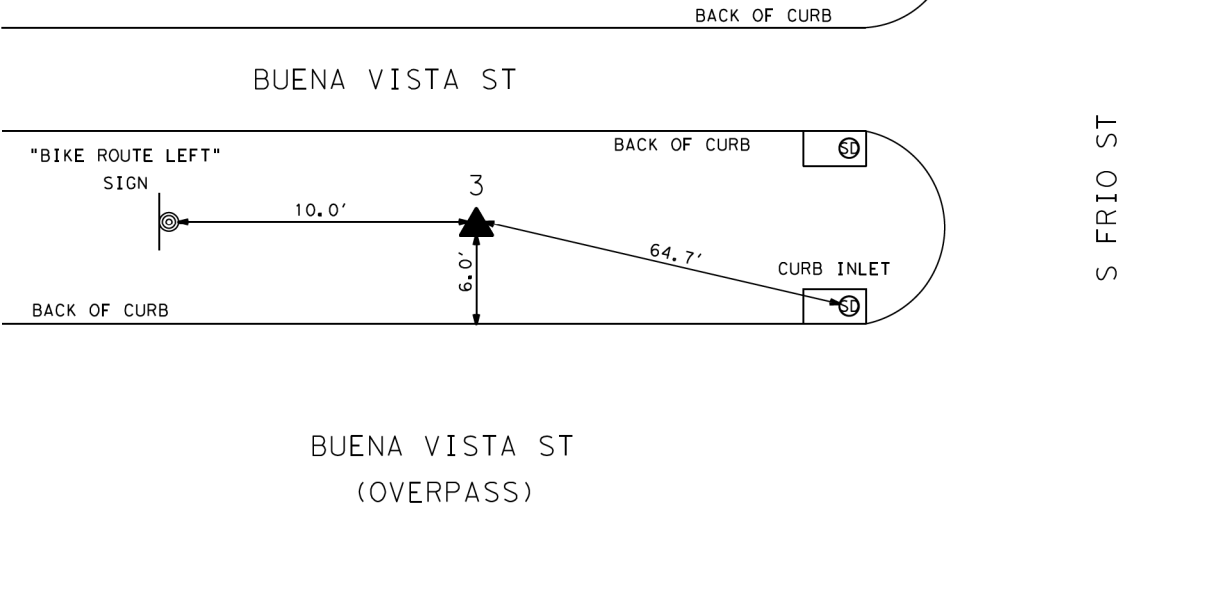 BACK OF CURB
BUENA VISTA ST
BACK OF CURB
SD
"BIKE ROUTE LEFT"
SIGN
3
10.0'
64.7'
6.0'
CURB INLET
SD
BACK OF CURB
S FRIO ST
BUENA VISTA ST
(OVERPASS)